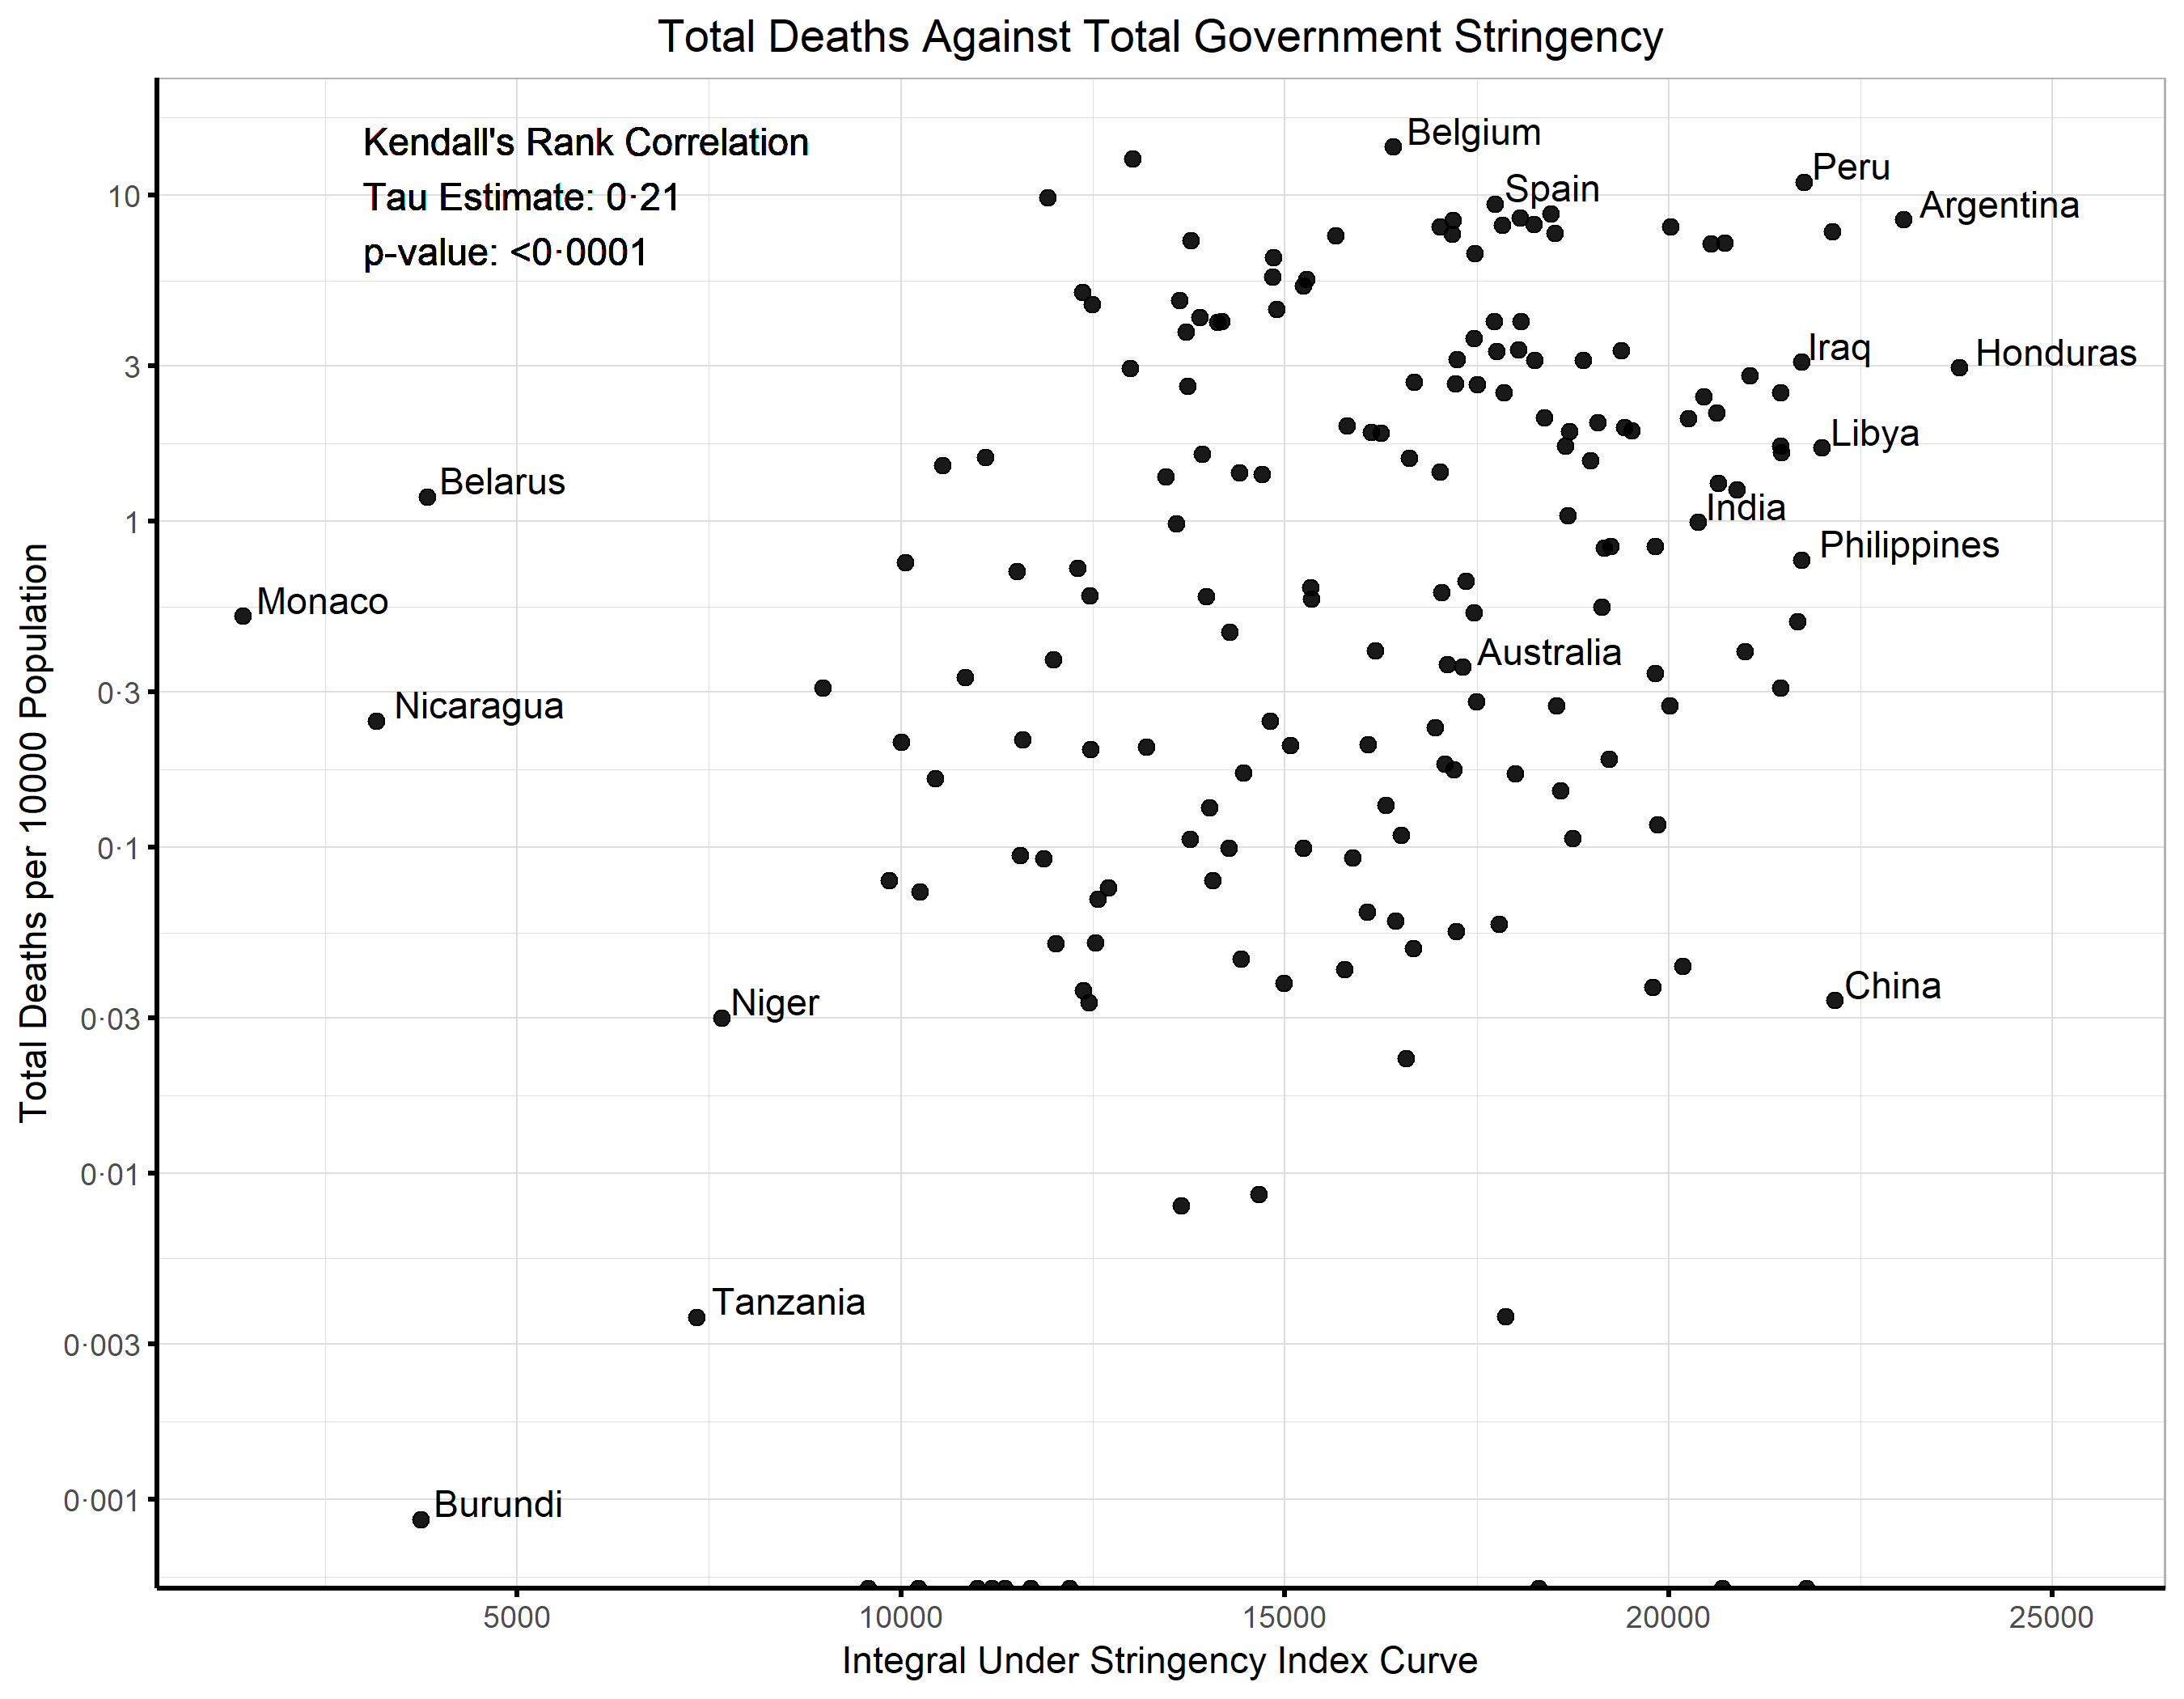 Total Deaths Against Total Government Stringency
Kendall's Rank Correlation
Tau Estimate: 0·21
p-value: <0·0001
Belgium
Peru
Spain
Argentina
Iraq
Honduras
Libya
Belarus
India
Philippines
Monaco
Australia
Nicaragua
China
Niger
Tanzania
Burundi
10
3
1
0·3
0·1
0·03
0·01
0·003
0·001
Total Deaths per 10000 Population
5000
10000
15000
20000
25000
Integral Under Stringency Index Curve